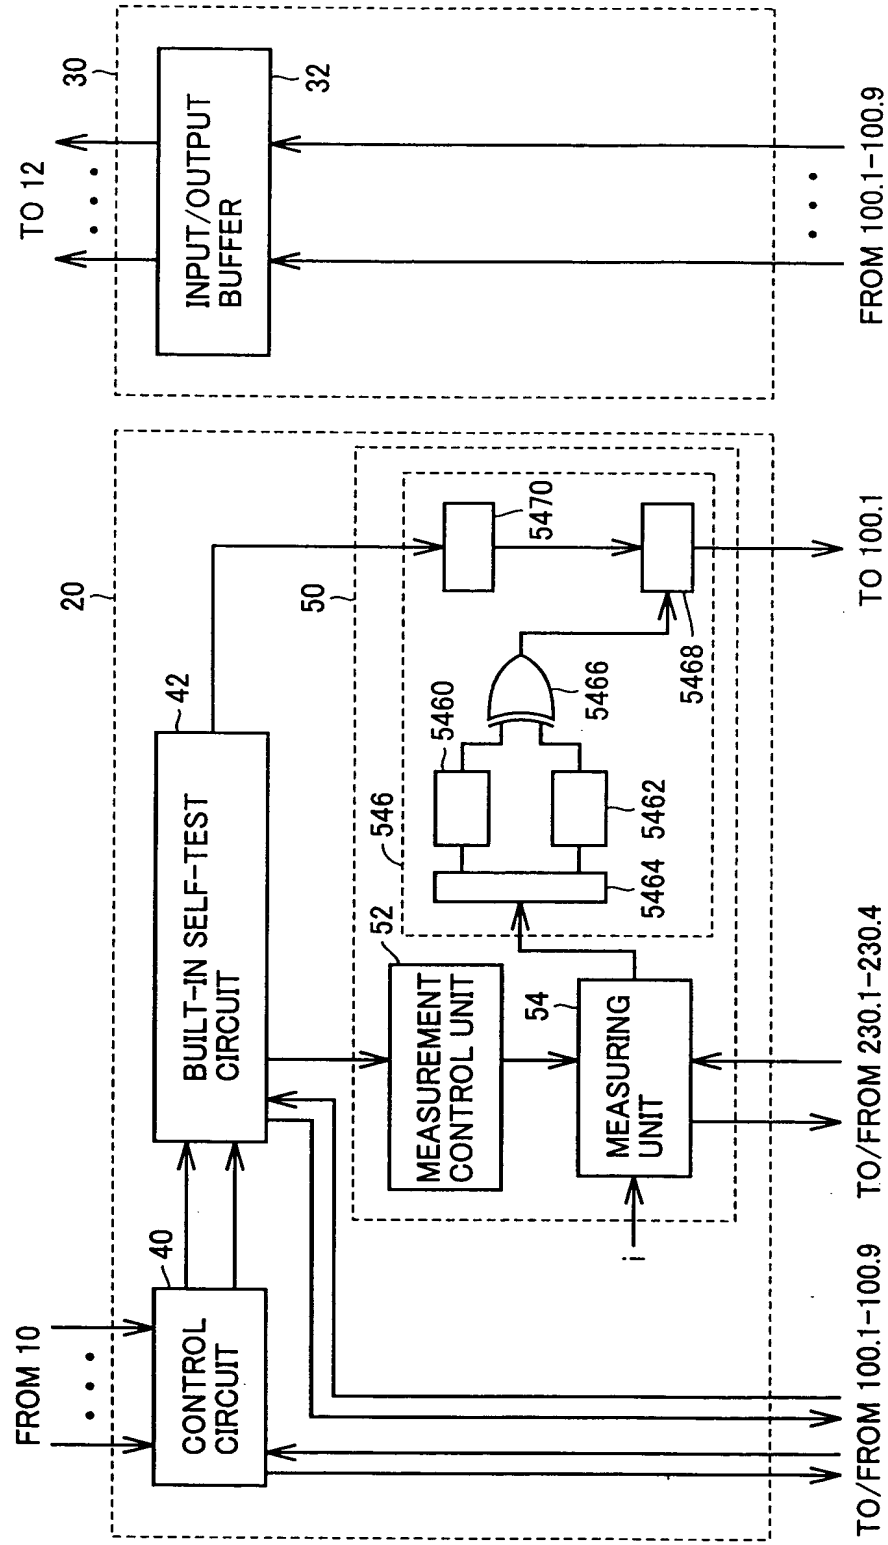 FROM 10
TO 12
40
CONTROL
CIRCUIT
42
BUILT-IN SELF-TEST
CIRCUIT
20
30
INPUT/OUTPUT
BUFFER
32
50
52
MEASUREMENT
CONTROL UNIT
54
MEASURING
UNIT
i
546
5460
5462
5464
5466
5468
5470
TO/FROM 100.1-100.9
TO/FROM 230.1-230.4
TO 100.1
FROM 100.1-100.9